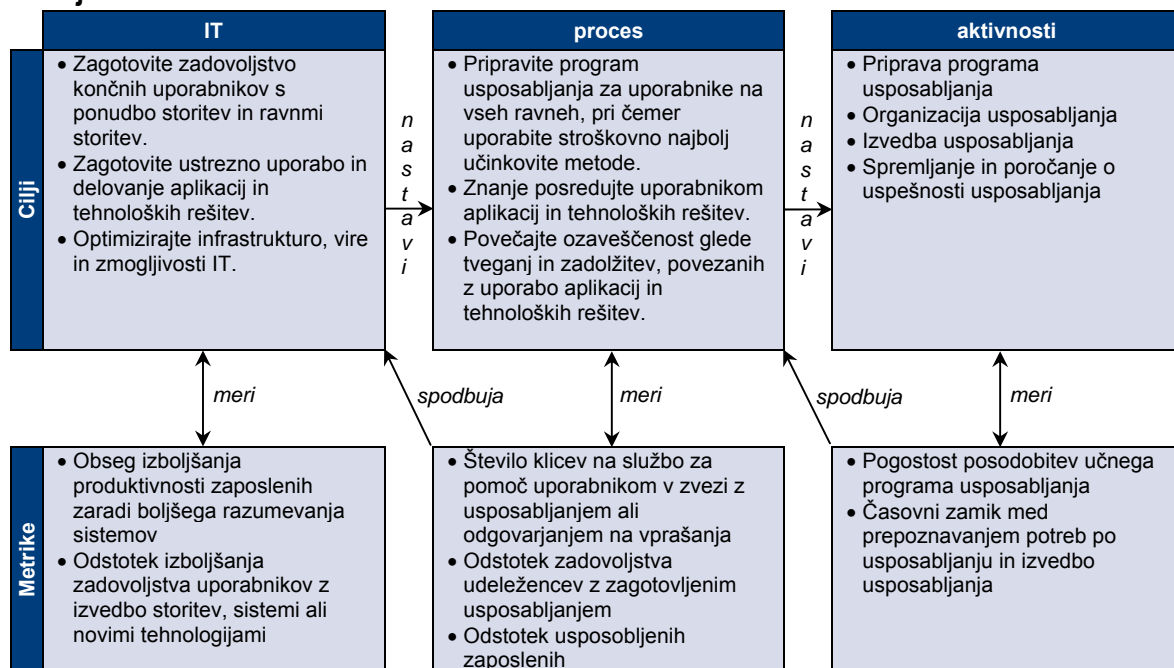 IT
proces
aktivnosti
Cilji
• Zagotovite zadovoljstvo
končnih uporabnikov s
ponudbo storitev in ravnmi
storitev.
• Zagotovite ustrezno uporabo in
delovanje aplikacij in
tehnoloških rešitev.
• Optimizirajte infrastrukturo, vire
in zmogljivosti IT.
nastavi
• Pripravite program
usposabljanja za uporabnike na
vseh ravneh, pri čemer
uporabite stroškovno najbolj
učinkovite metode.
• Znanje posredujte uporabnikom
aplikacij in tehnoloških rešitev.
• Povečajte ozaveščenost glede
tveganj in zadolžitev, povezanih
z uporabo aplikacij in
tehnoloških rešitev.
nastavi
• Priprava programa
usposabljanja
• Organizacija usposabljanja
• Izvedba usposabljanja
• Spremljanje in poročanje o
uspešnosti usposabljanja
meri
spodbuja
meri
spodbuja
meri
Metrike
• Obseg izboljšanja
produktivnosti zaposlenih
zaradi boljšega razumevanja
sistemov
• Odstotek izboljšanja
zadovoljstva uporabnikov z
izvedbo storitev, sistemi ali
novimi tehnologijami
• Število klicev na službo za
pomoč uporabnikom v zvezi z
usposabljanjem ali
odgovarjanjem na vprašanja
• Odstotek zadovoljstva
udeležencev z zagotovljenim
usposabljanjem
• Odstotek usposobljenih
zaposlenih
• Pogostost posodobitev učnega
programa usposabljanja
• Časovni zamik med
prepoznavanjem potreb po
usposabljanju in izvedbo
usposabljanja